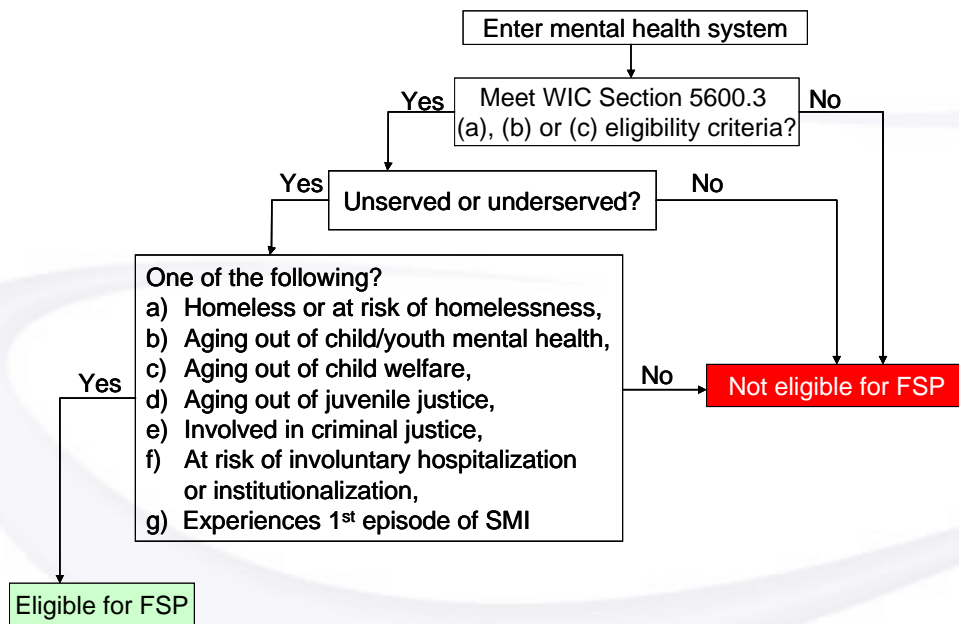 Enter mental health system
Yes
Meet WIC Section 5600.3
(a), (b) or (c) eligibility criteria?
No
Yes
Unserved or underserved?
No
One of the following?
a) Homeless or at risk of homelessness,
b) Aging out of child/youth mental health,
c) Aging out of child welfare,
d) Aging out of juvenile justice,
e) Involved in criminal justice,
f) At risk of involuntary hospitalization
or institutionalization,
g) Experiences 1st episode of SMI
Yes
No
Not eligible for FSP
Eligible for FSP